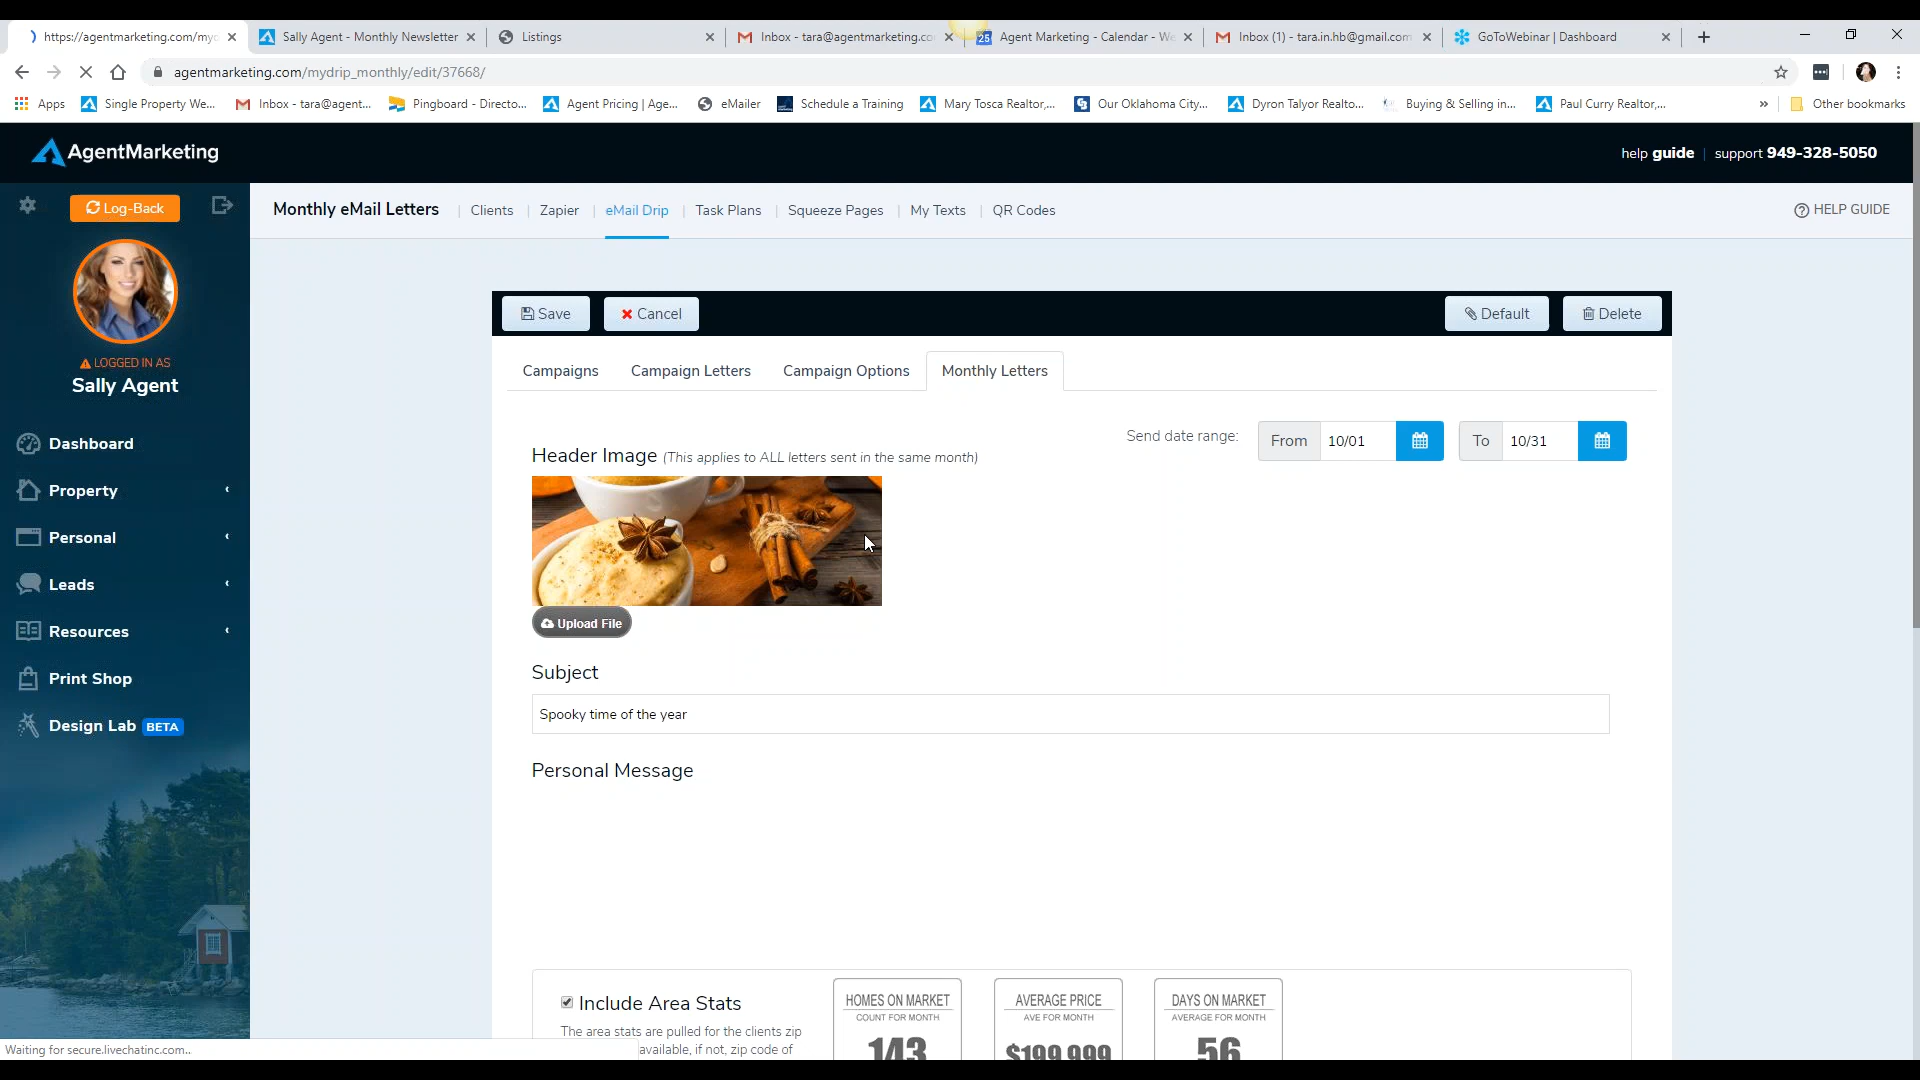 https://agentmarketing.com/myd
Sally Agent - Monthly Newsletter
Listings
Inbox - tara@agentmarketing.co
25
Agent Marketing - Calendar - We
Inbox (1) - tara.in.hb@gmail.com
GoToWebinar | Dashboard
agentmarketing.com/mydrip_monthly/edit/37668/
Apps
Single Property We...
Inbox - tara@agent...
Pingboard - Directo...
Agent Pricing | Age...
eMailer
Schedule a Training
Mary Tosca Realtor,...
Our Oklahoma City...
Dyron Talyor Realto...
Buying & Selling in...
Paul Curry Realtor,...
»
Other bookmarks
AgentMarketing
help guide | support 949-328-5050
Log-Back
LOGGED IN AS
Sally Agent
Dashboard
Property
Personal
Leads
Resources
Print Shop
Design Lab BETA
Monthly eMail Letters | Clients | Zapier | eMail Drip | Task Plans | Squeeze Pages | My Texts | QR Codes
HELP GUIDE
Save
Cancel
Default
Delete
Campaigns
Campaign Letters
Campaign Options
Monthly Letters
Send date range:
From 10/01
To 10/31
Header Image (This applies to ALL letters sent in the same month)
Upload File
Subject
Spooky time of the year
Personal Message
Include Area Stats
The area stats are pulled for the clients zip
available, if not, zip code of
HOMES ON MARKET
COUNT FOR MONTH
143
AVERAGE PRICE
AVE FOR MONTH
$199,999
DAYS ON MARKET
AVERAGE FOR MONTH
56
Waiting for secure.livechatinc.com...